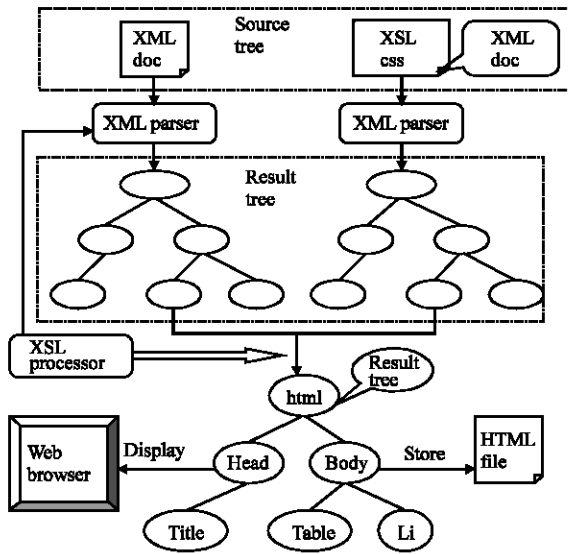 XML
doc
Source
tree
XSL
css
XML
doc
XML parser
XML parser
Result
tree
XSL
processor
Result
tree
html
Web
browser
Display
Head
Body
Store
HTML
file
Title
Table
Li